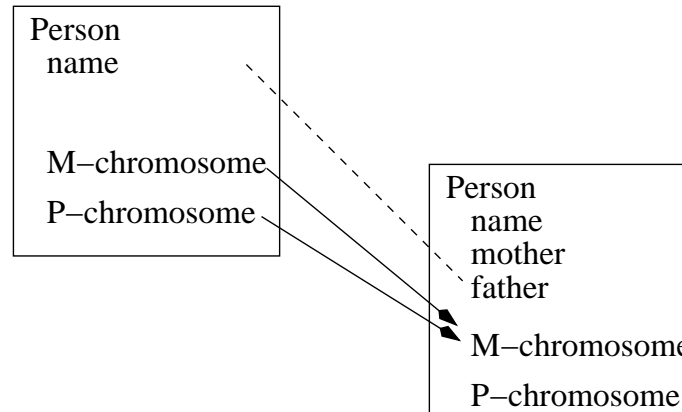 Person
name
M–chromosome
P–chromosome
Person
name
mother
father
M–chromosome
P–chromosome